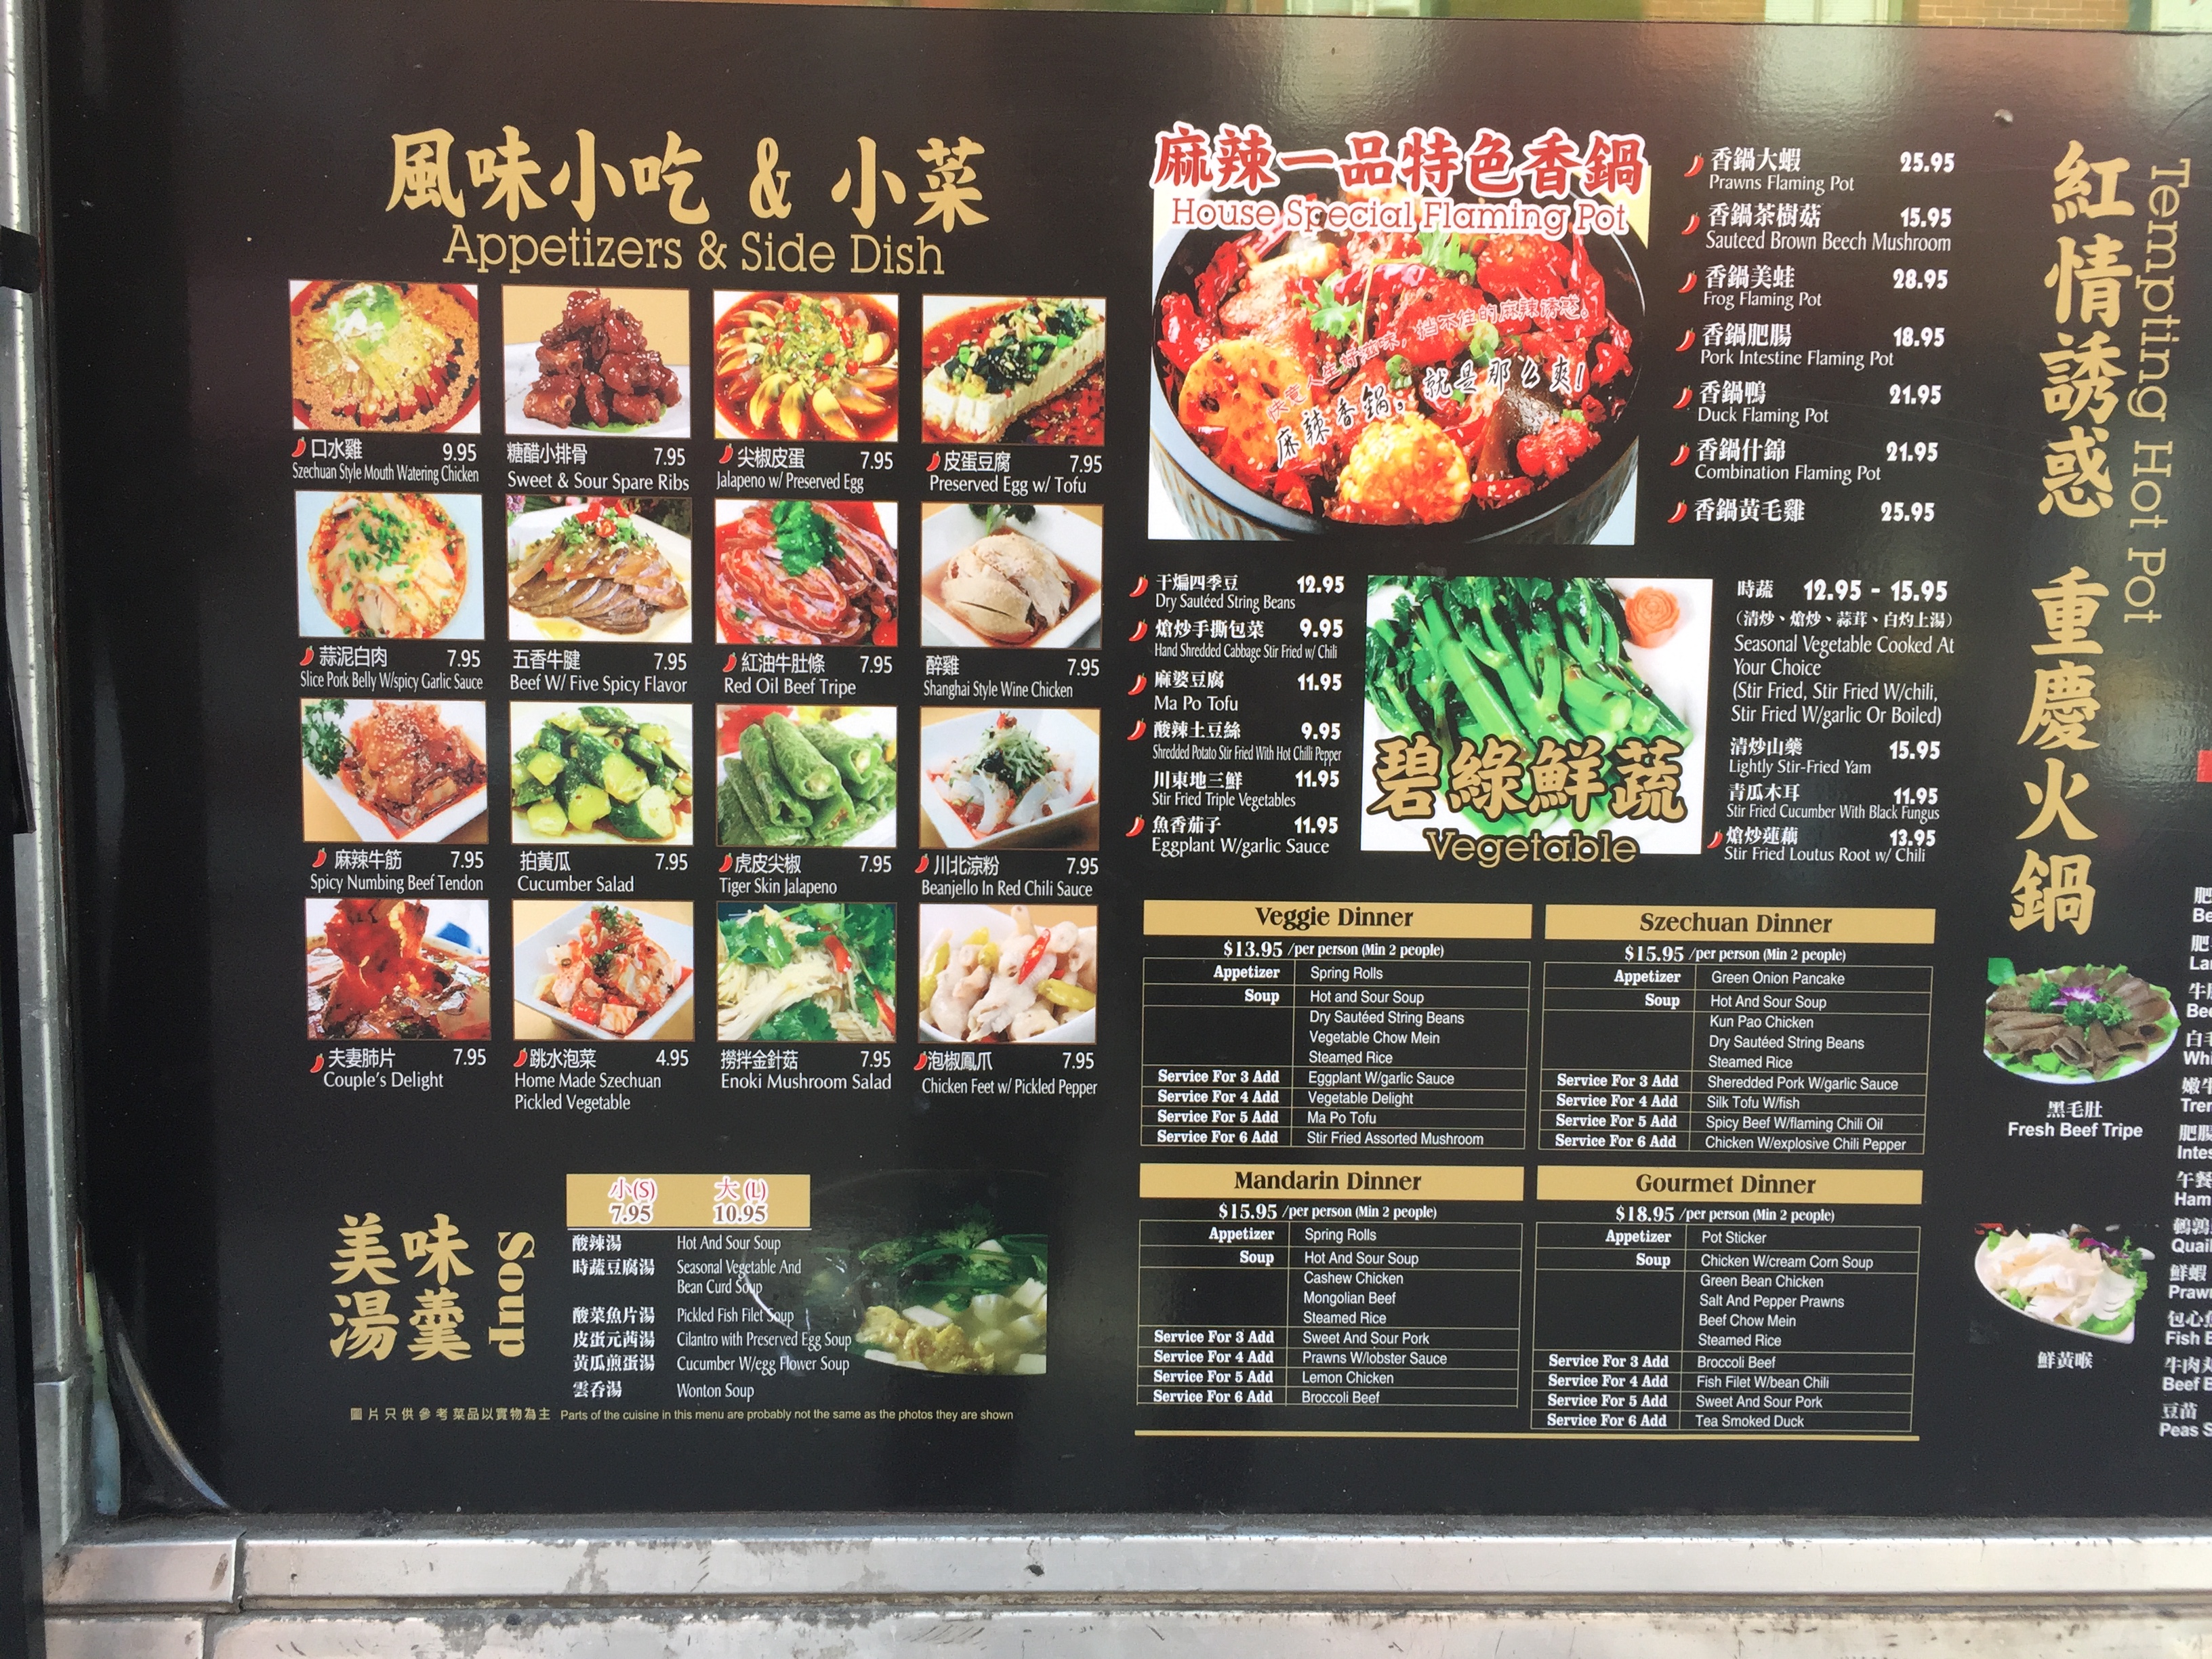 風味小吃 & 小菜
Appetizers & Side Dish
口水雞 9.95
Szechuan Style Mouth Watering Chicken
糖醋小排骨 7.95
Sweet & Sour Spare Ribs
尖椒皮蛋 7.95
Jalapeno w/ Preserved Egg
皮蛋豆腐 7.95
Preserved Egg w/ Tofu
蒜泥白肉 7.95
Slice Pork Belly W/spicy Garlic Sauce
五香牛腱 7.95
Beef W/ Five Spicy Flavor
紅油牛肚條 7.95
Red Oil Beef Tripe
醉雞 7.95
Shanghai Style Wine Chicken
麻辣牛筋 7.95
Spicy Numbing Beef Tendon
拍黃瓜 7.95
Cucumber Salad
虎皮尖椒 7.95
Tiger Skin Jalapeno
川北涼粉 7.95
Beanjello In Red Chili Sauce
夫妻肺片 7.95
Couple's Delight
跳水泡菜 4.95
Home Made Szechuan
Pickled Vegetable
撈拌金針菇 7.95
Enoki Mushroom Salad
泡椒鳳爪 7.95
Chicken Feet w/ Pickled Pepper
美味
湯羹
Soup
小(S) 大(L)
7.95 10.95
酸辣湯 Hot And Sour Soup
時蔬豆腐湯 Seasonal Vegetable And
Bean Curd Soup
酸菜魚片湯 Pickled Fish Filet Soup
皮蛋元茜湯 Cilantro with Preserved Egg Soup
黃瓜煎蛋湯 Cucumber W/egg Flower Soup
雲吞湯 Wonton Soup
圖片只供參考菜品以實物為主 Parts of the cuisine in this menu are probably not the same as the photos they are shown
麻辣一品特色香鍋
House Special Flaming Pot
人生好滋味，挡不住的麻辣诱惑。
麻辣香鍋，就是那么爽！
香鍋大蝦 25.95
Prawns Flaming Pot
香鍋茶樹菇 15.95
Sauteed Brown Beech Mushroom
香鍋美蛙 28.95
Frog Flaming Pot
香鍋肥腸 18.95
Pork Intestine Flaming Pot
香鍋鴨 21.95
Duck Flaming Pot
香鍋什錦 21.95
Combination Flaming Pot
香鍋黃毛雞 25.95
干煸四季豆 12.95
Dry Sautéed String Beans
熗炒手撕包菜 9.95
Hand Shredded Cabbage Stir Fried w/ Chili
麻婆豆腐 11.95
Ma Po Tofu
酸辣土豆絲 9.95
Shredded Potato Stir Fried With Hot Chilli Pepper
川東地三鮮 11.95
Stir Fried Triple Vegetables
魚香茄子 11.95
Eggplant W/garlic Sauce
碧綠鮮蔬
Vegetable
時蔬 12.95 - 15.95
（清炒、熗炒、蒜茸、白灼上湯）
Seasonal Vegetable Cooked At
Your Choice
(Stir Fried, Stir Fried W/chili,
Stir Fried W/garlic Or Boiled)
清炒山藥 15.95
Lightly Stir-Fried Yam
青瓜木耳 11.95
Stir Fried Cucumber With Black Fungus
熗炒蓮藕 13.95
Stir Fried Loutus Root w/ Chili
Veggie Dinner
$13.95 /per person (Min 2 people)
Appetizer Spring Rolls
Soup Hot and Sour Soup
Dry Sautéed String Beans
Vegetable Chow Mein
Steamed Rice
Service For 3 Add Eggplant W/garlic Sauce
Service For 4 Add Vegetable Delight
Service For 5 Add Ma Po Tofu
Service For 6 Add Stir Fried Assorted Mushroom
Szechuan Dinner
$15.95 /per person (Min 2 people)
Appetizer Green Onion Pancake
Soup Hot And Sour Soup
Kun Pao Chicken
Dry Sautéed String Beans
Steamed Rice
Service For 3 Add Sheredded Pork W/garlic Sauce
Service For 4 Add Silk Tofu W/fish
Service For 5 Add Spicy Beef W/flaming Chili Oil
Service For 6 Add Chicken W/explosive Chili Pepper
Mandarin Dinner
$15.95 /per person (Min 2 people)
Appetizer Spring Rolls
Soup Hot And Sour Soup
Cashew Chicken
Mongolian Beef
Steamed Rice
Service For 3 Add Sweet And Sour Pork
Service For 4 Add Prawns W/lobster Sauce
Service For 5 Add Lemon Chicken
Service For 6 Add Broccoli Beef
Gourmet Dinner
$18.95 /per person (Min 2 people)
Appetizer Pot Sticker
Soup Chicken W/cream Corn Soup
Green Bean Chicken
Salt And Pepper Prawns
Beef Chow Mein
Steamed Rice
Service For 3 Add Broccoli Beef
Service For 4 Add Fish Filet W/bean Chili
Service For 5 Add Sweet And Sour Pork
Service For 6 Add Tea Smoked Duck
紅情誘惑 重慶火鍋
Tempting Hot Pot
黑毛肚
Fresh Beef Tripe
鮮黃喉
鮮蝦
豆苗